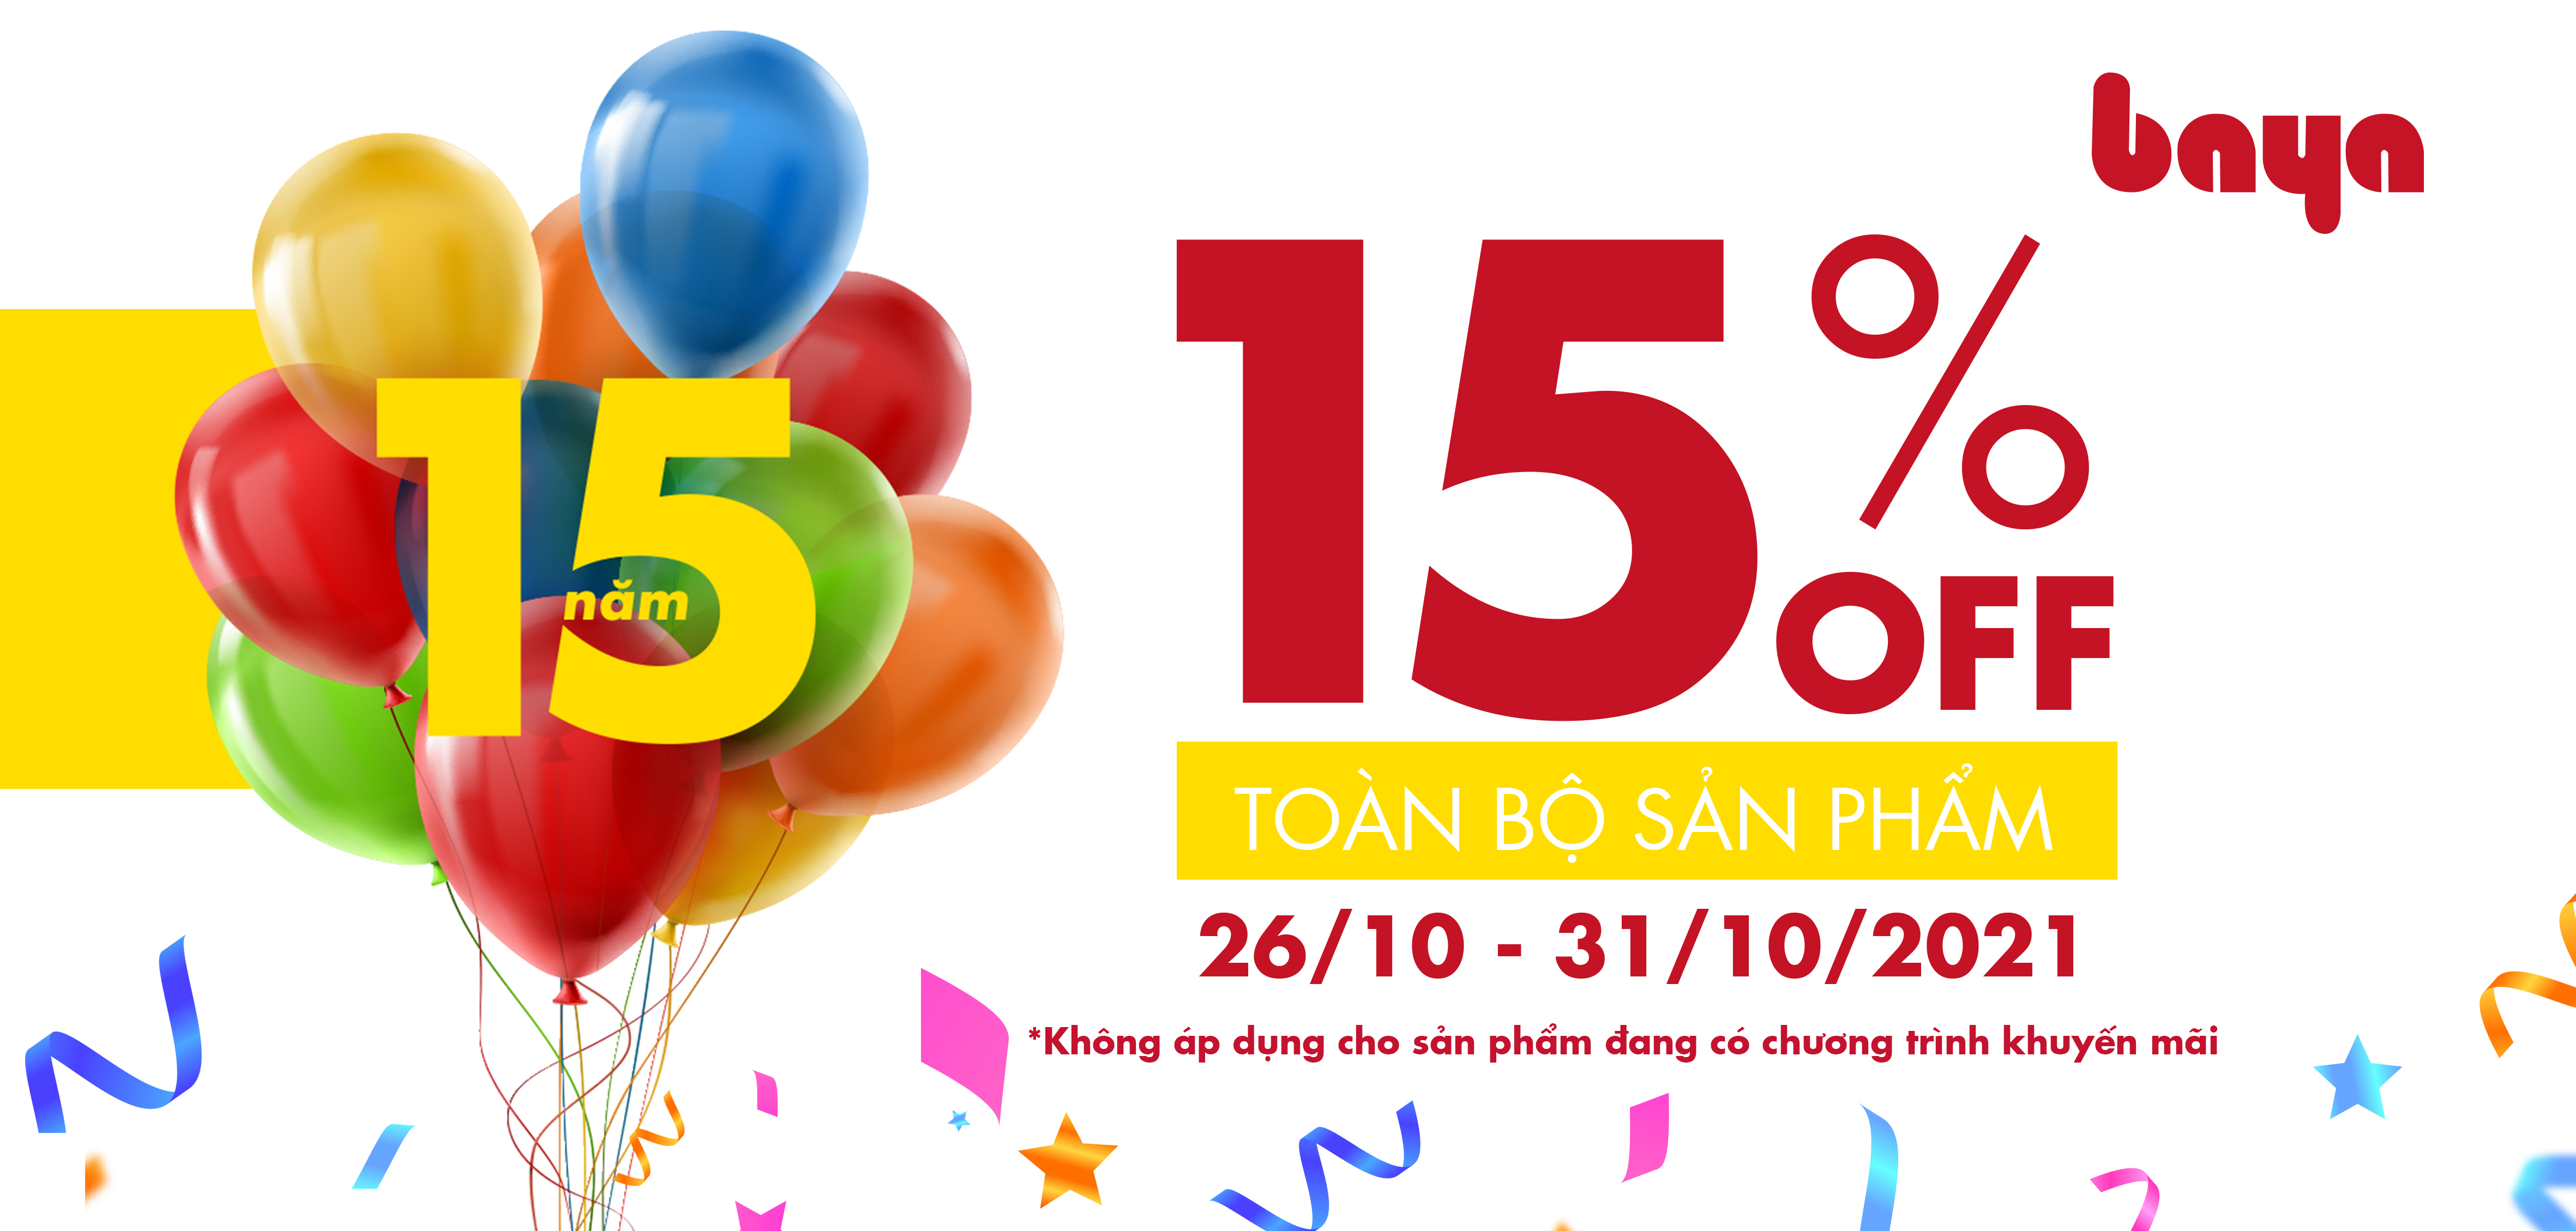 15
năm
baya
15%
OFF
TOÀN BỘ SẢN PHẨM
26/10 - 31/10/2021
*Không áp dụng cho sản phẩm đang có chương trình khuyến mãi